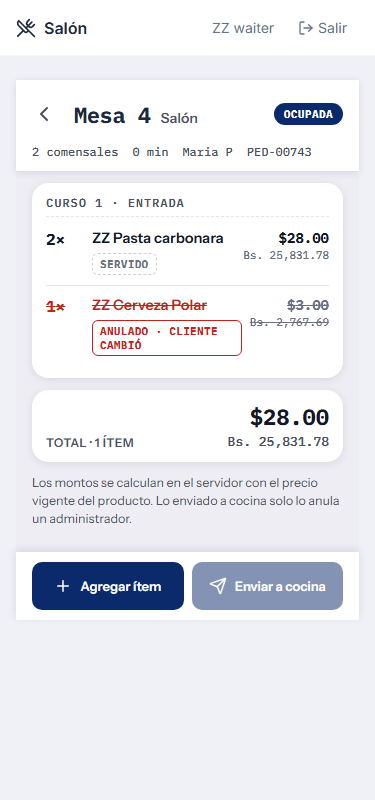 Salón ZZ waiter Salir
Mesa 4 Salón OCUPADA
2 comensales 0 min Maria P PED-00743
CURSO 1 · ENTRADA
2× ZZ Pasta carbonara $28.00
SERVIDO Bs. 25,831.78
1× ZZ Cerveza Polar $3.00
ANULADO · CLIENTE CAMBIÓ Bs. 2,767.69
$28.00
TOTAL · 1 ÍTEM Bs. 25,831.78
Los montos se calculan en el servidor con el precio
vigente del producto. Lo enviado a cocina solo lo anula
un administrador.
Agregar ítem Enviar a cocina